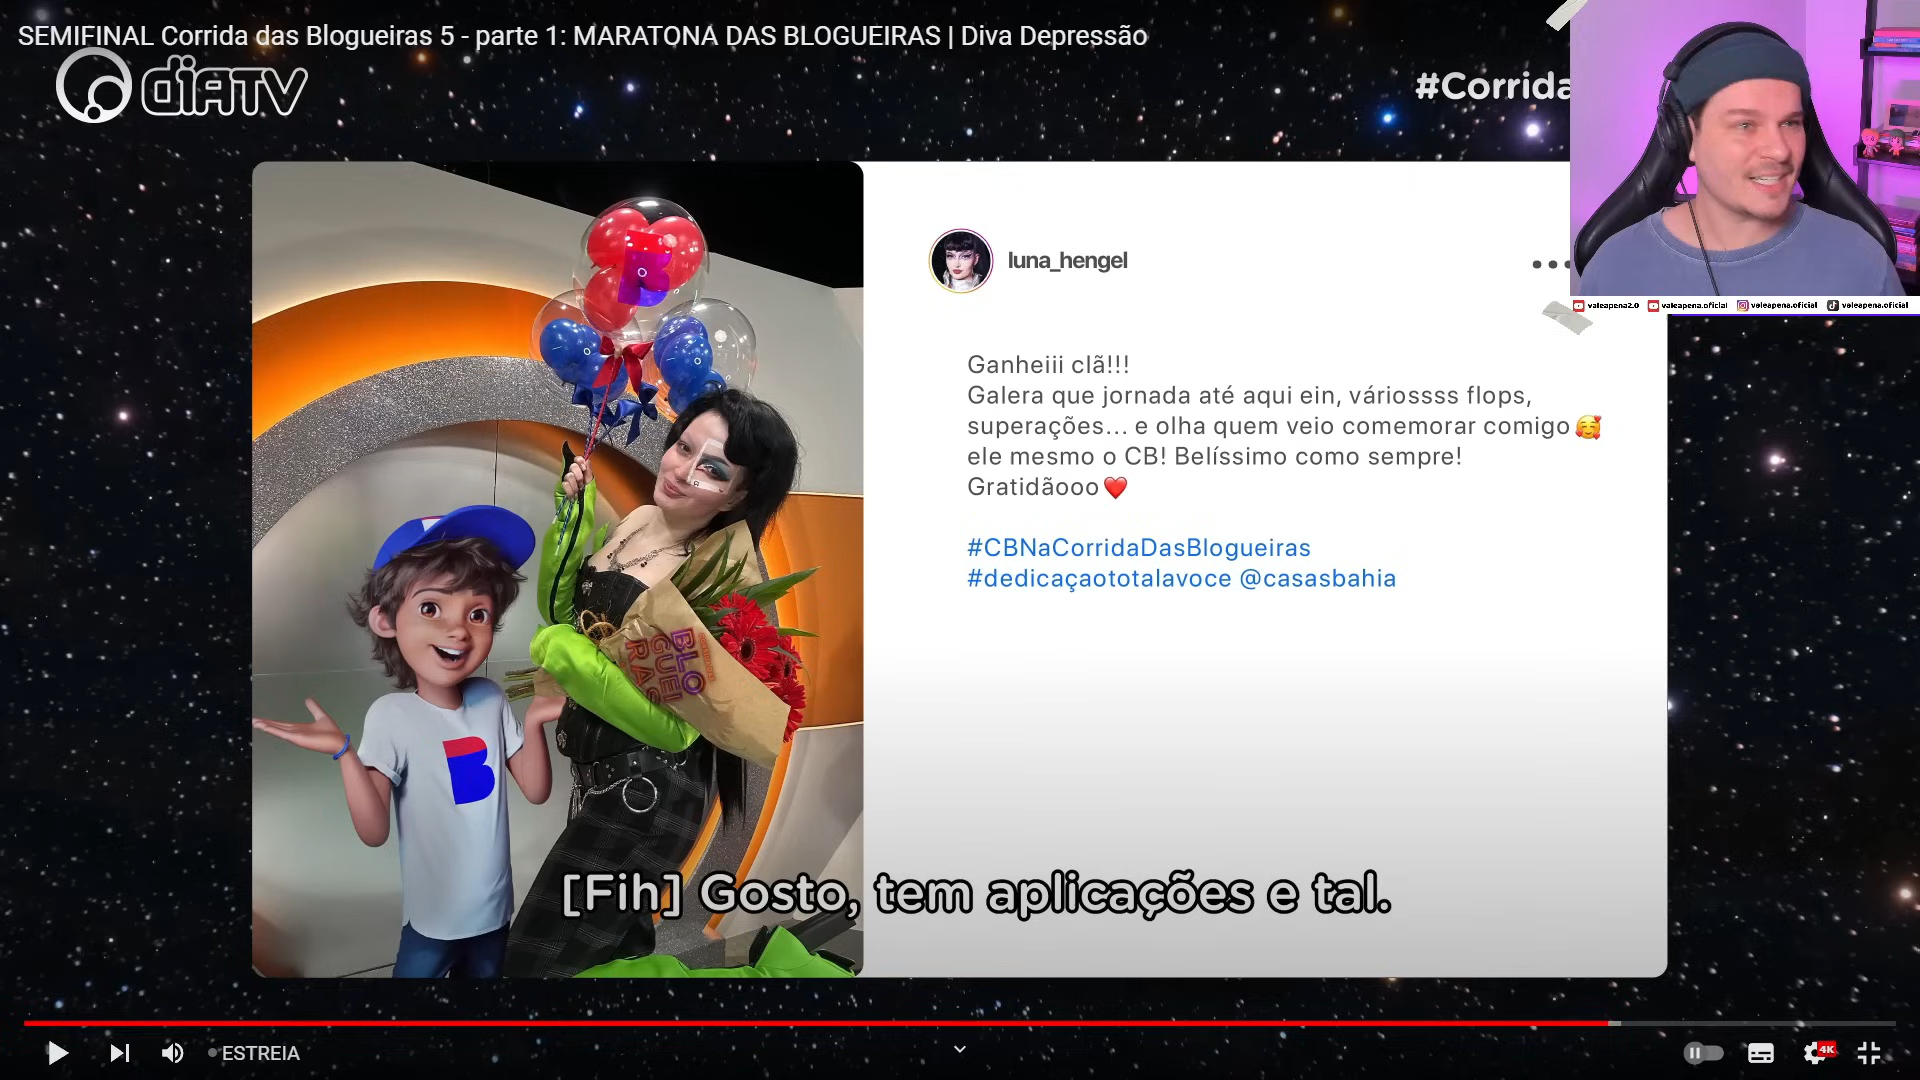 SEMIFINAL Corrida das Blogueiras 5 - parte 1: MARATONA DAS BLOGUEIRAS | Diva Depressão
diATV
#Corrida
luna_hengel
valeapena2.0 valeapena.oficial valeapena.oficial valeapena.oficial
Ganheiii clã!!!
Galera que jornada até aqui ein, váriossss flops,
superações... e olha quem veio comemorar comigo🥰
ele mesmo o CB! Belíssimo como sempre!
Gratidãooo❤️
#CBNaCorridaDasBlogueiras
#dedicaçaototalavoce @casasbahia
B
BLO
GUEI
RAS
B
[Fih] Gosto, tem aplicações e tal.
ESTREIA
4K